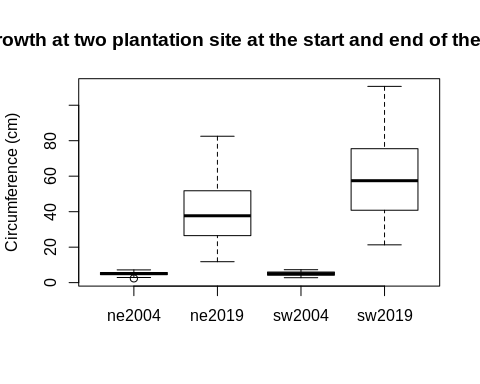 rowth at two plantation site at the start and end of the
Circumference (cm)
80
60
40
20
0
ne2004 ne2019 sw2004 sw2019